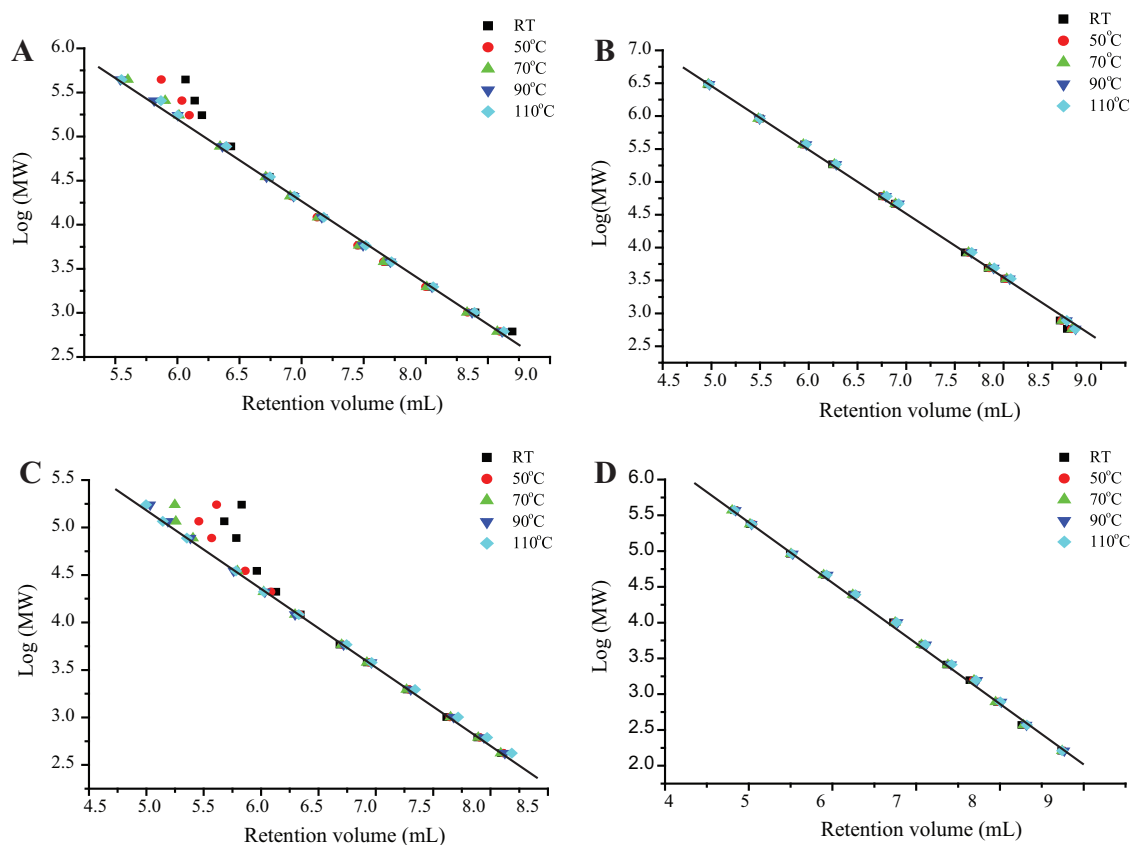 A
RT
50°C
70°C
90°C
110°C
6.0
5.5
5.0
4.5
4.0
3.5
3.0
2.5
Log (MW)
5.5 6.0 6.5 7.0 7.5 8.0 8.5 9.0
Retention volume (mL)
B
RT
50°C
70°C
90°C
110°C
7.0
6.5
6.0
5.5
5.0
4.5
4.0
3.5
3.0
2.5
Log(MW)
4.5 5.0 5.5 6.0 6.5 7.0 7.5 8.0 8.5 9.0
Retention volume (mL)
C
RT
50°C
70°C
90°C
110°C
5.5
5.0
4.5
4.0
3.5
3.0
2.5
Log (MW)
4.5 5.0 5.5 6.0 6.5 7.0 7.5 8.0 8.5
Retention volume (mL)
D
RT
50°C
70°C
90°C
110°C
6.0
5.5
5.0
4.5
4.0
3.5
3.0
2.5
2.0
Log (MW)
4 5 6 7 8 9
Retention volume (mL)